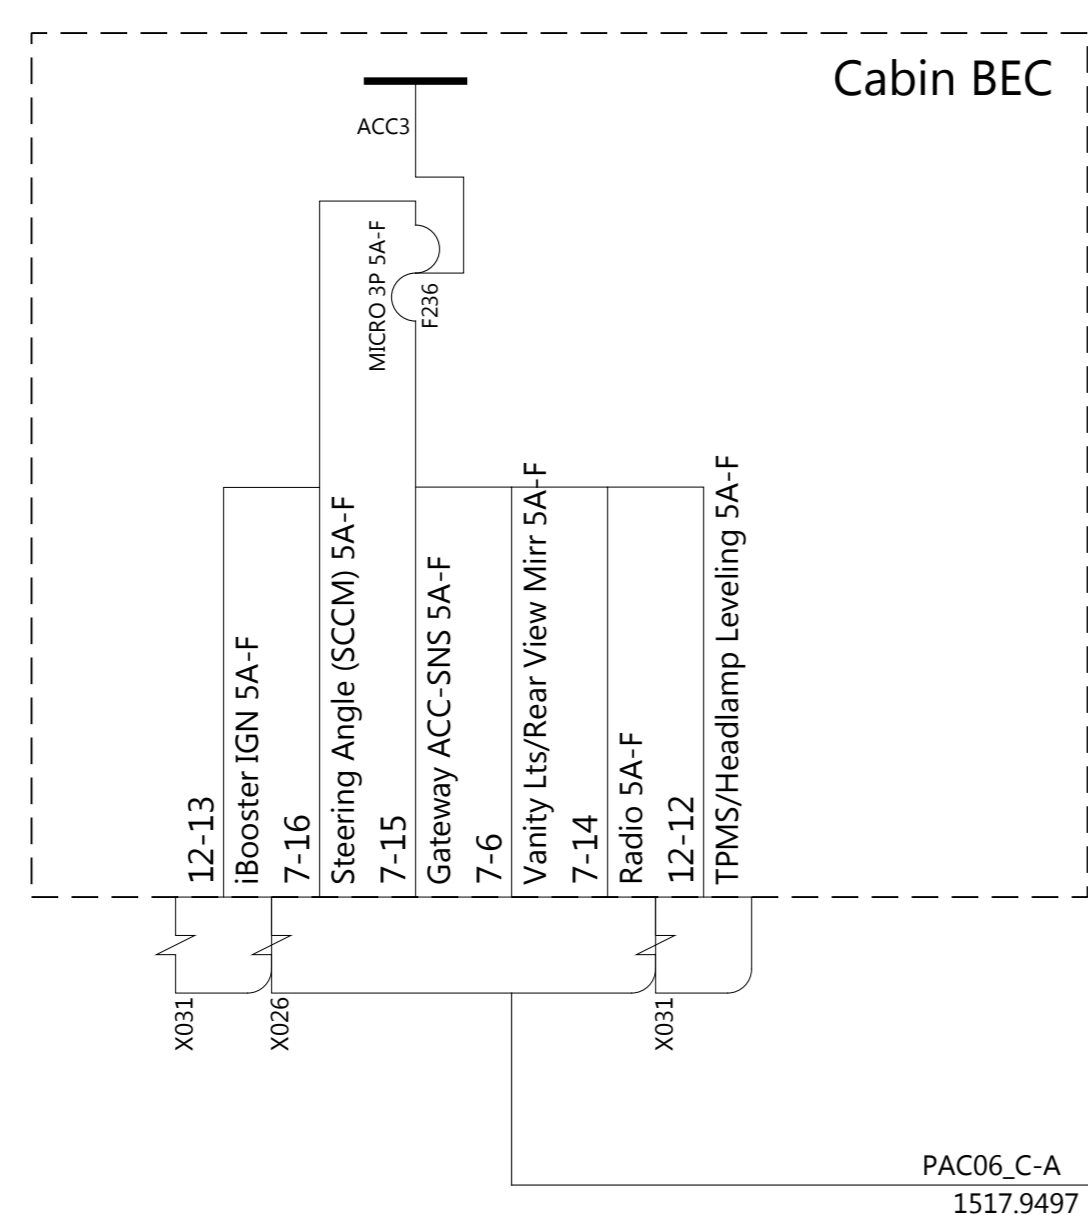 Cabin BEC
ACC3
MICRO 3P 5A-F
F236
12-13
iBooster IGN 5A-F
7-16
Steering Angle (SCCM) 5A-F
7-15
Gateway ACC-SNS 5A-F
7-6
Vanity Lts/Rear View Mirr 5A-F
7-14
Radio 5A-F
12-12
TPMS/Headlamp Leveling 5A-F
X031
X026
X031
PAC06_C-A
1517.9497